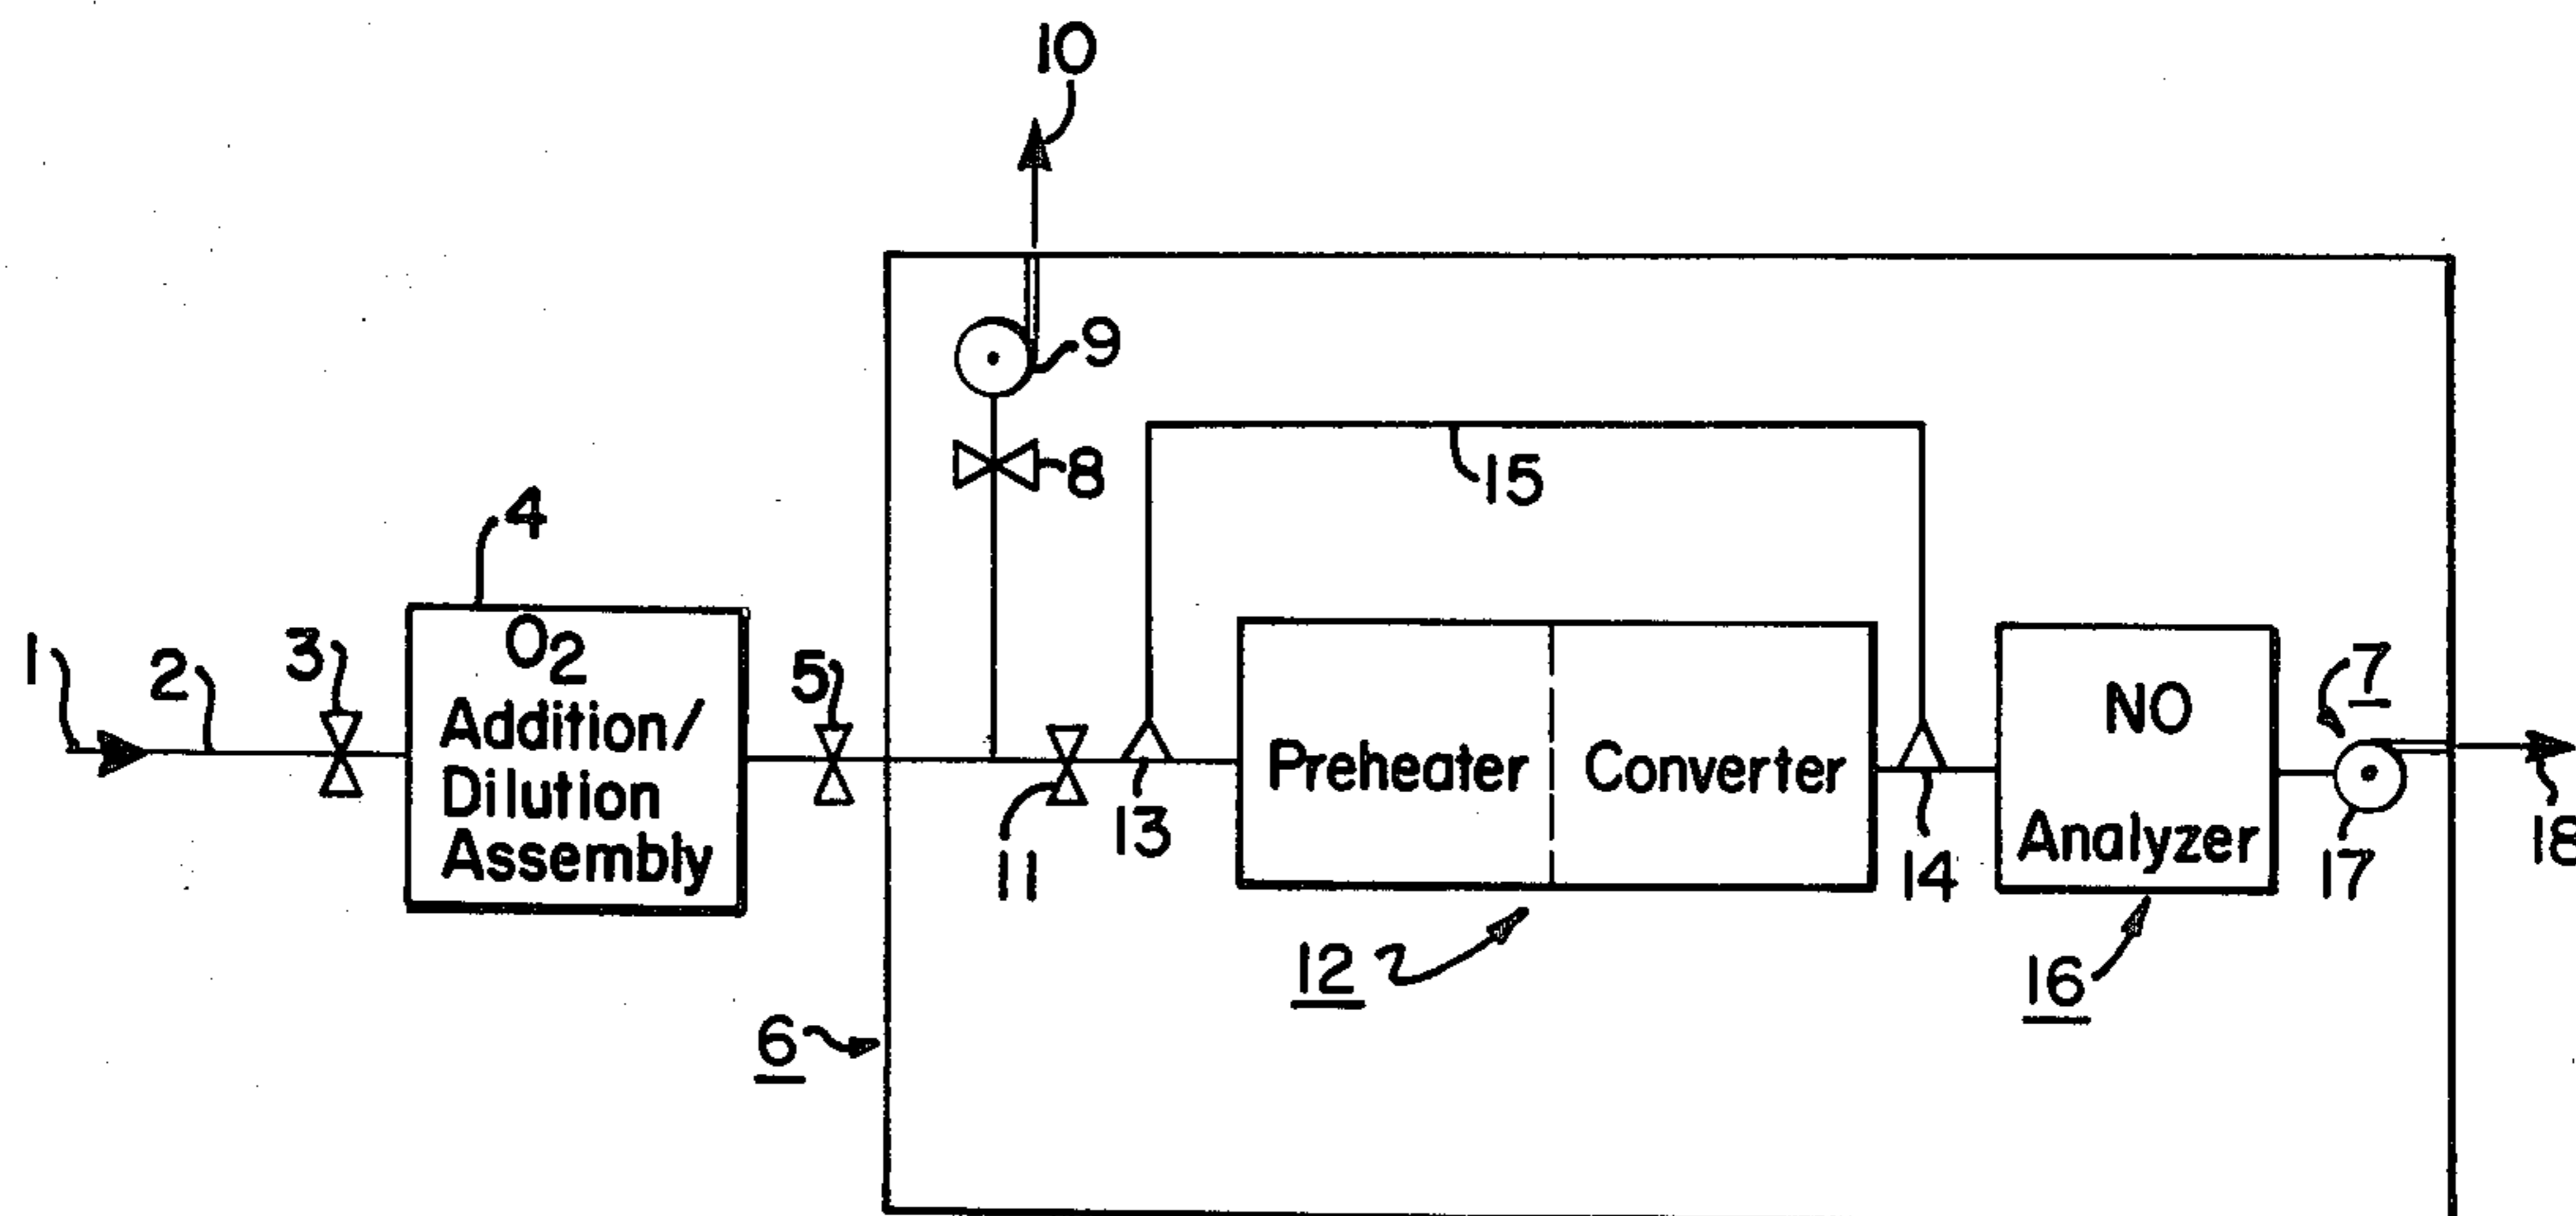 10
9
8
15
4
1
2
3
O2
Addition/
Dilution
Assembly
5
11
13
Preheater
Converter
14
NO
Analyzer
7
17
18
12
16
6